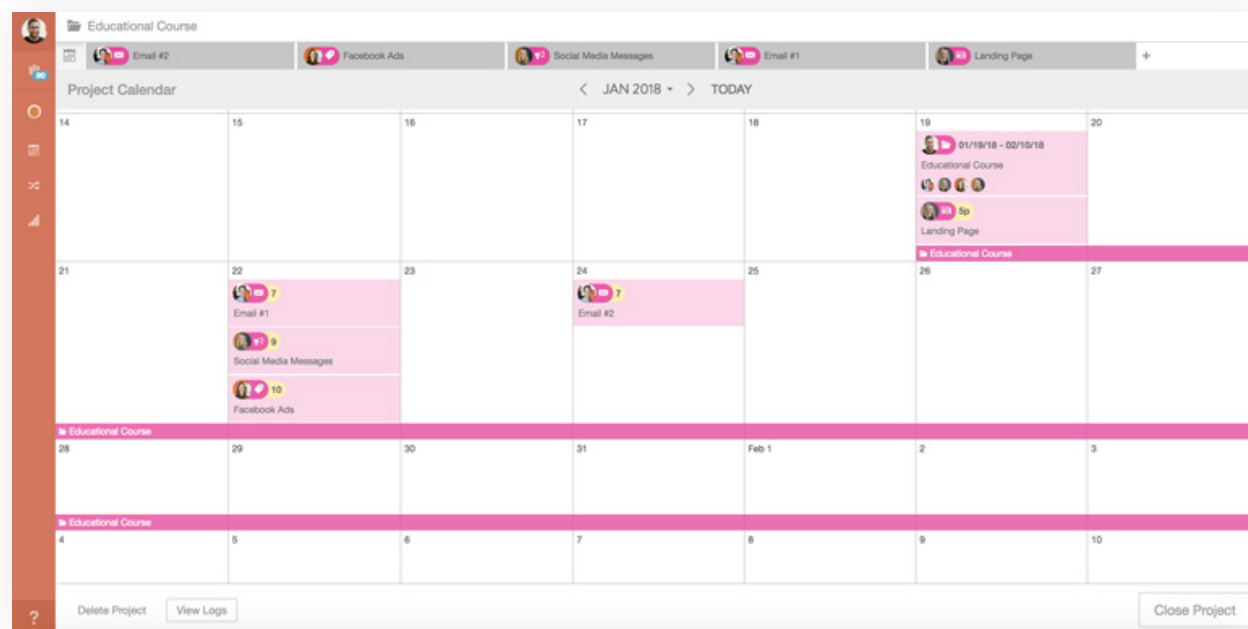 Educational Course
Email #2 Facebook Ads Social Media Messages Email #1 Landing Page +
Project Calendar < JAN 2018 > TODAY
14 15 16 17 18 19 20
01/19/18 - 02/10/18
Educational Course
5p
Landing Page
Educational Course
21 22 23 24 25 26 27
7 7
Email #1 Email #2
9
Social Media Messages
10
Facebook Ads
Educational Course
28 29 30 31 Feb 1 2 3
Educational Course
4 5 6 7 8 9 10
? Delete Project View Logs Close Project